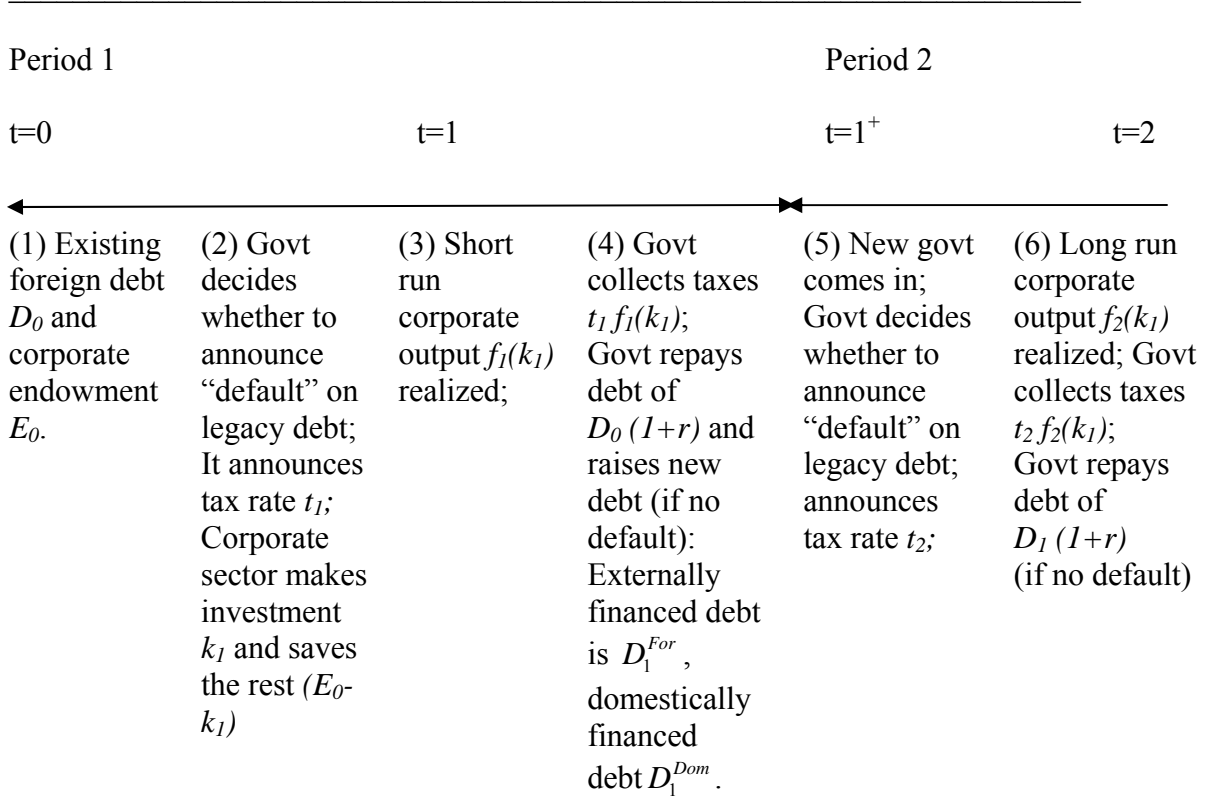 Period 1
Period 2
t=0
t=1
t=1⁺
t=2
(1) Existing
foreign debt
D₀ and
corporate
endowment
E₀.
(2) Govt
decides
whether to
announce
“default” on
legacy debt;
It announces
tax rate t₁;
Corporate
sector makes
investment
k₁ and saves
the rest (E₀-
k₁)
(3) Short
run
corporate
output f₁(k₁)
realized;
(4) Govt
collects taxes
t₁ f₁(k₁);
Govt repays
debt of
D₀ (1+r) and
raises new
debt (if no
default):
Externally
financed debt
is D₁^For ,
domestically
financed
debt D₁^Dom .
(5) New govt
comes in;
Govt decides
whether to
announce
“default” on
legacy debt;
announces
tax rate t₂;
(6) Long run
corporate
output f₂(k₁)
realized; Govt
collects taxes
t₂ f₂(k₁);
Govt repays
debt of
D₁ (1+r)
(if no default)